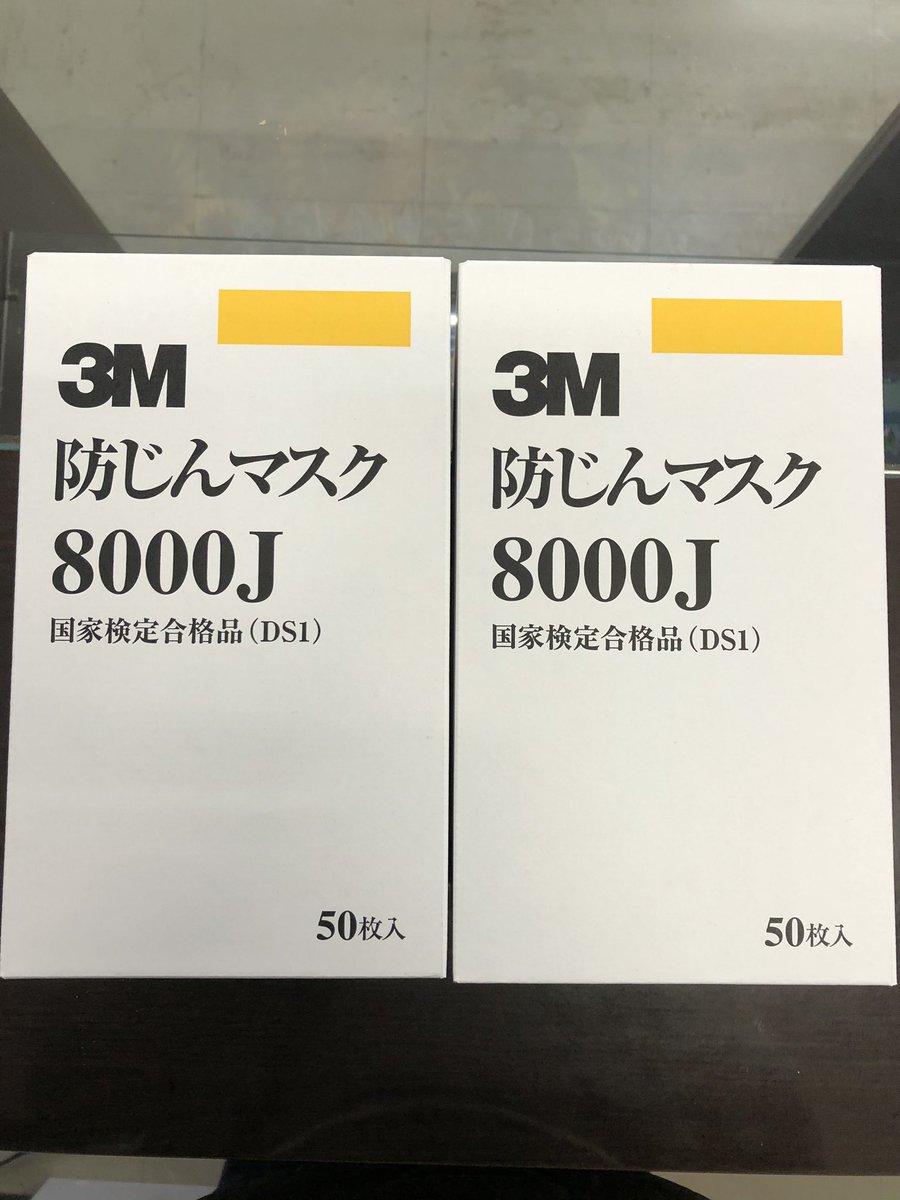 3M
防じんマスク
8000J
国家検定合格品(DS1)
50枚入
3M
防じんマスク
8000J
国家検定合格品(DS1)
50枚入